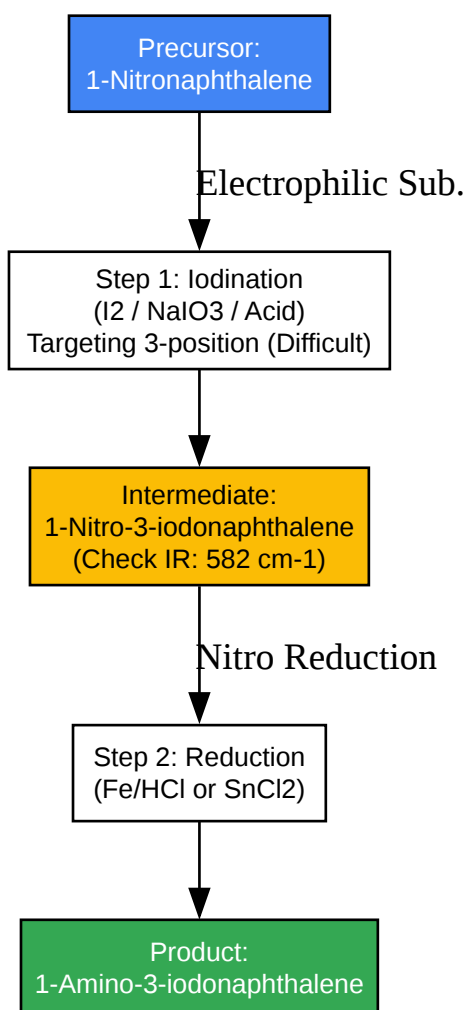 Precursor:
1-Nitronaphthalene
Electrophilic Sub.
Step 1: Iodination
(I2 / NaIO3 / Acid)
Targeting 3-position (Difficult)
Intermediate:
1-Nitro-3-iodonaphthalene
(Check IR: 582 cm-1)
Nitro Reduction
Step 2: Reduction
(Fe/HCl or SnCl2)
Product:
1-Amino-3-iodonaphthalene